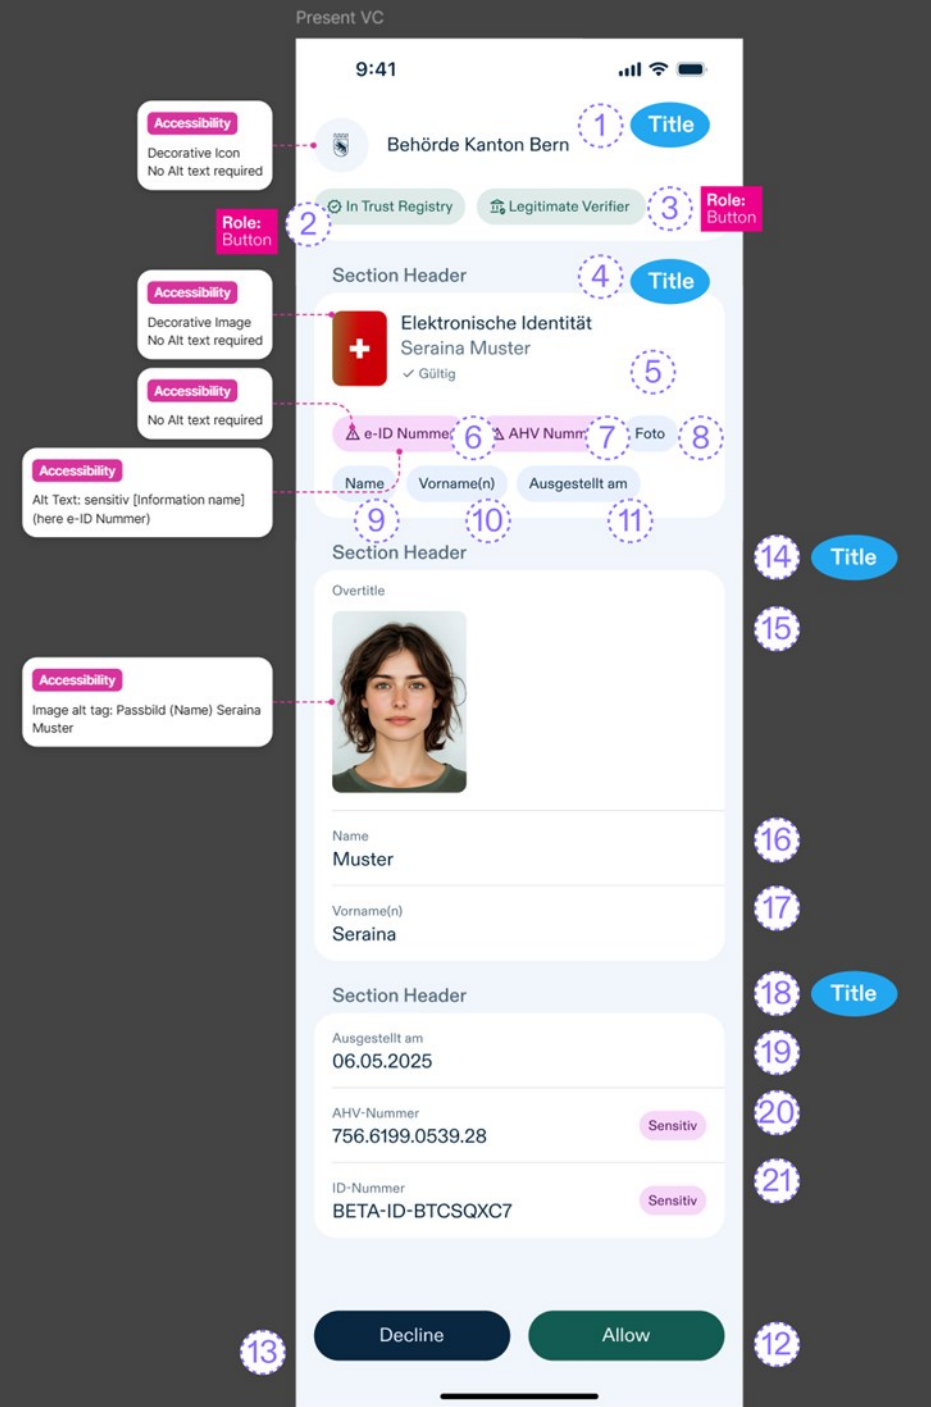 Present VC
9:41
Accessibility
Decorative Icon
No Alt text required
Behörde Kanton Bern
1
Title
In Trust Registry
Legitimate Verifier
2
Role:
Button
3
Role:
Button
Section Header
4
Title
Accessibility
Decorative Image
No Alt text required
Elektronische Identität
Seraina Muster
Gültig
5
Accessibility
No Alt text required
e-ID Numme
6
AHV Numm
7
Foto
8
Accessibility
Alt Text: sensitiv [Information name]
(here e-ID Nummer)
Name
Vorname(n)
Ausgestellt am
9
10
11
Section Header
14
Title
Overtitle
15
Accessibility
Image alt tag: Passbild (Name) Seraina
Muster
Name
Muster
16
Vorname(n)
Seraina
17
Section Header
18
Title
Ausgestellt am
06.05.2025
19
AHV-Nummer
756.6199.0539.28
Sensitiv
20
ID-Nummer
BETA-ID-BTCSQXC7
Sensitiv
21
Decline
Allow
13
12